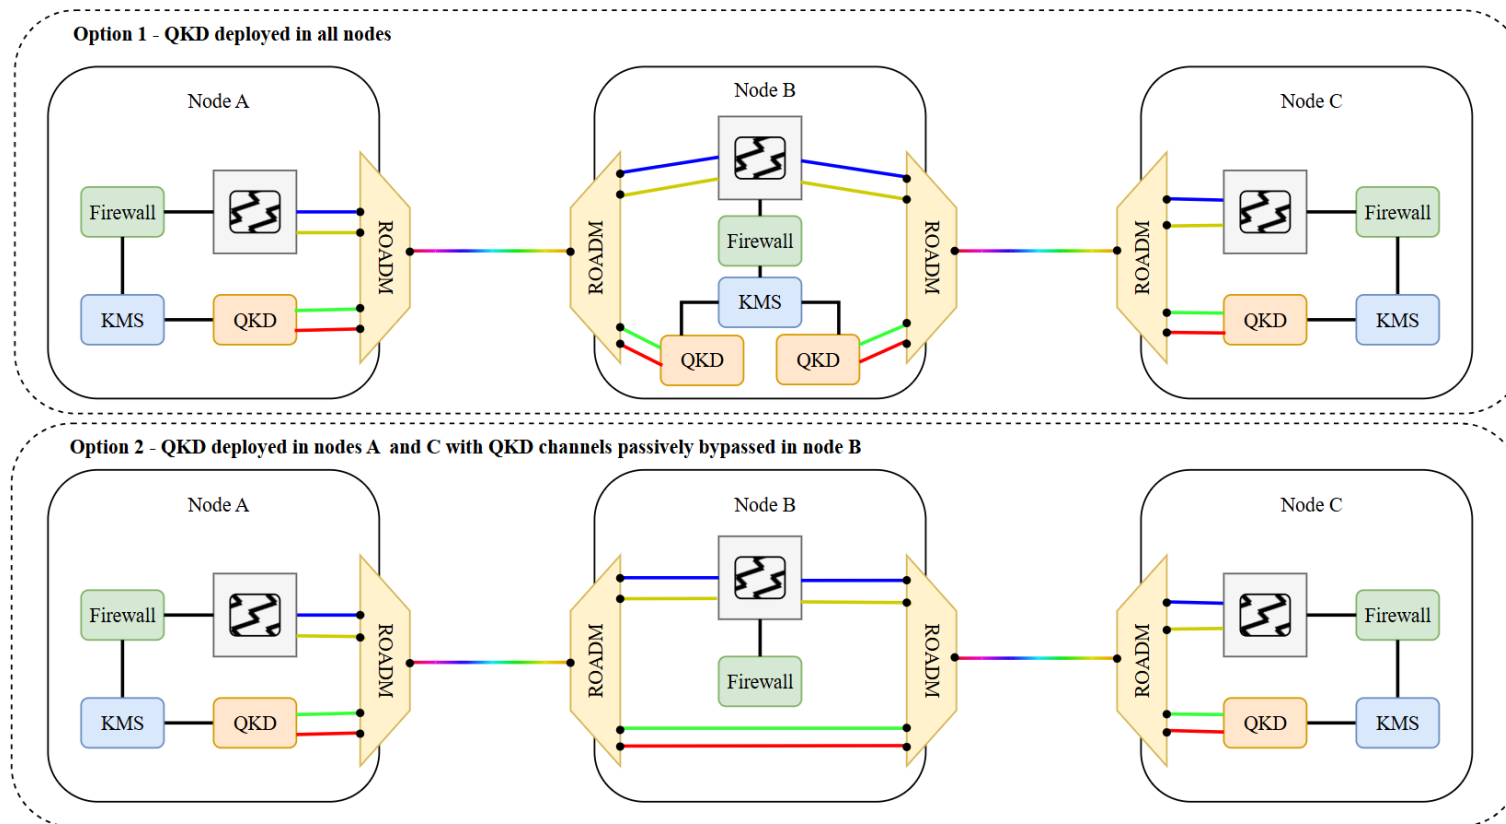 Option 1 - QKD deployed in all nodes
Node A
Firewall
KMS
QKD
ROADM
Node B
ROADM
Firewall
KMS
QKD
QKD
ROADM
Node C
ROADM
Firewall
QKD
KMS
Option 2 - QKD deployed in nodes A and C with QKD channels passively bypassed in node B
Node A
Firewall
KMS
QKD
ROADM
Node B
ROADM
Firewall
ROADM
Node C
ROADM
Firewall
QKD
KMS